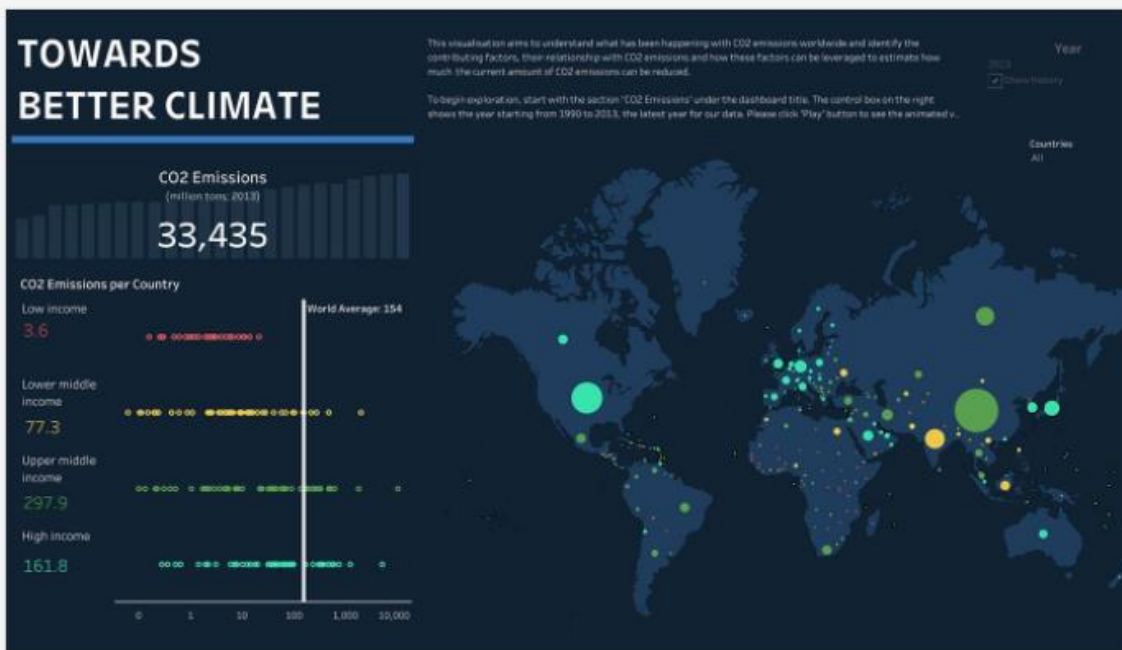 TOWARDS
BETTER CLIMATE
This visualisation aims to understand what has been happening with CO2 emissions worldwide and identify the
contributing factors, their relationship with CO2 emissions and how these factors can be leveraged to estimate how
much the current amount of CO2 emissions can be reduced.
To begin exploration, start with the section "CO2 Emissions" under the dashboard title. The control box on the right
shows the year starting from 1990 to 2013, the latest year for our data. Please click 'Play' button to see the animated v...
Year
2013
Show history
Countries
All
CO2 Emissions
(million tons, 2013)
33,435
CO2 Emissions per Country
Low income
3.6
World Average: 154
Lower middle
income
77.3
Upper middle
income
297.9
High income
161.8
0 1 10 100 1,000 10,000